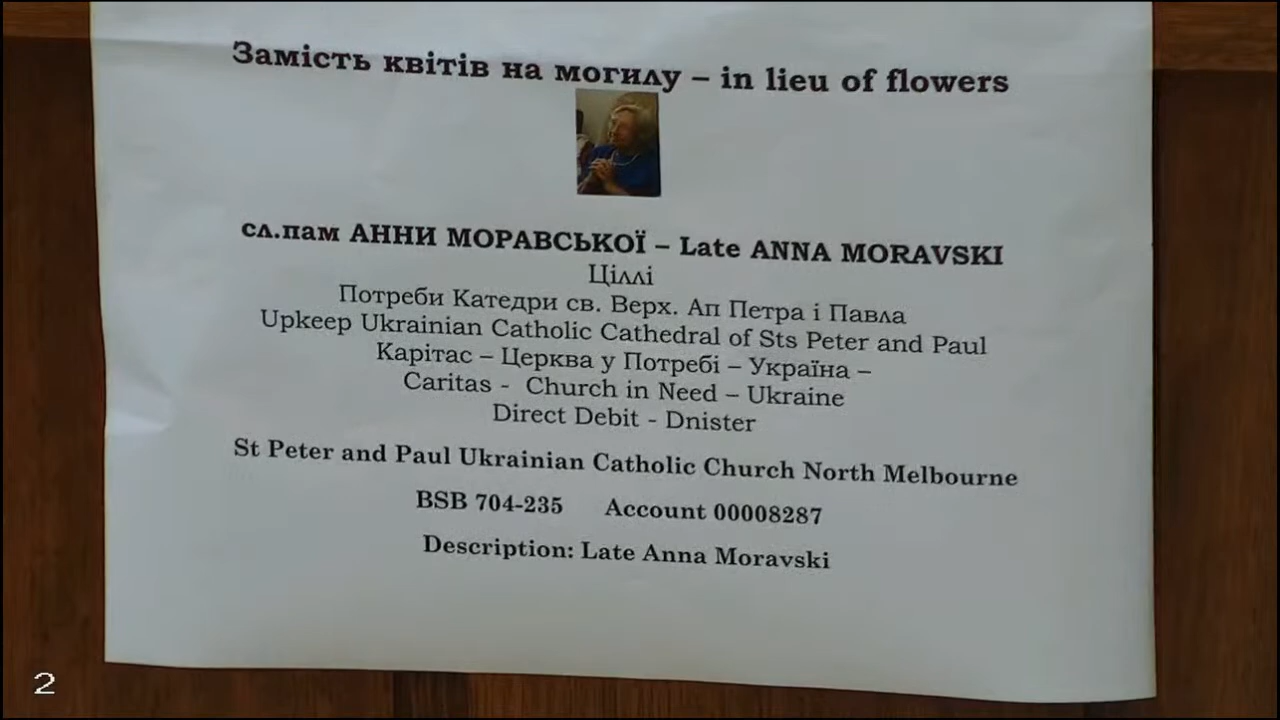 Замість квітів на могилу – in lieu of flowers
сл.пам АННИ МОРАВСЬКОЇ – Late ANNA MORAVSKI
Ціллі
Потреби Катедри св. Верх. Ап Петра і Павла
Upkeep Ukrainian Catholic Cathedral of Sts Peter and Paul
Карітас – Церква у Потребі – Україна –
Caritas - Church in Need – Ukraine
Direct Debit - Dnister
St Peter and Paul Ukrainian Catholic Church North Melbourne
BSB 704-235 Account 00008287
Description: Late Anna Moravski
2